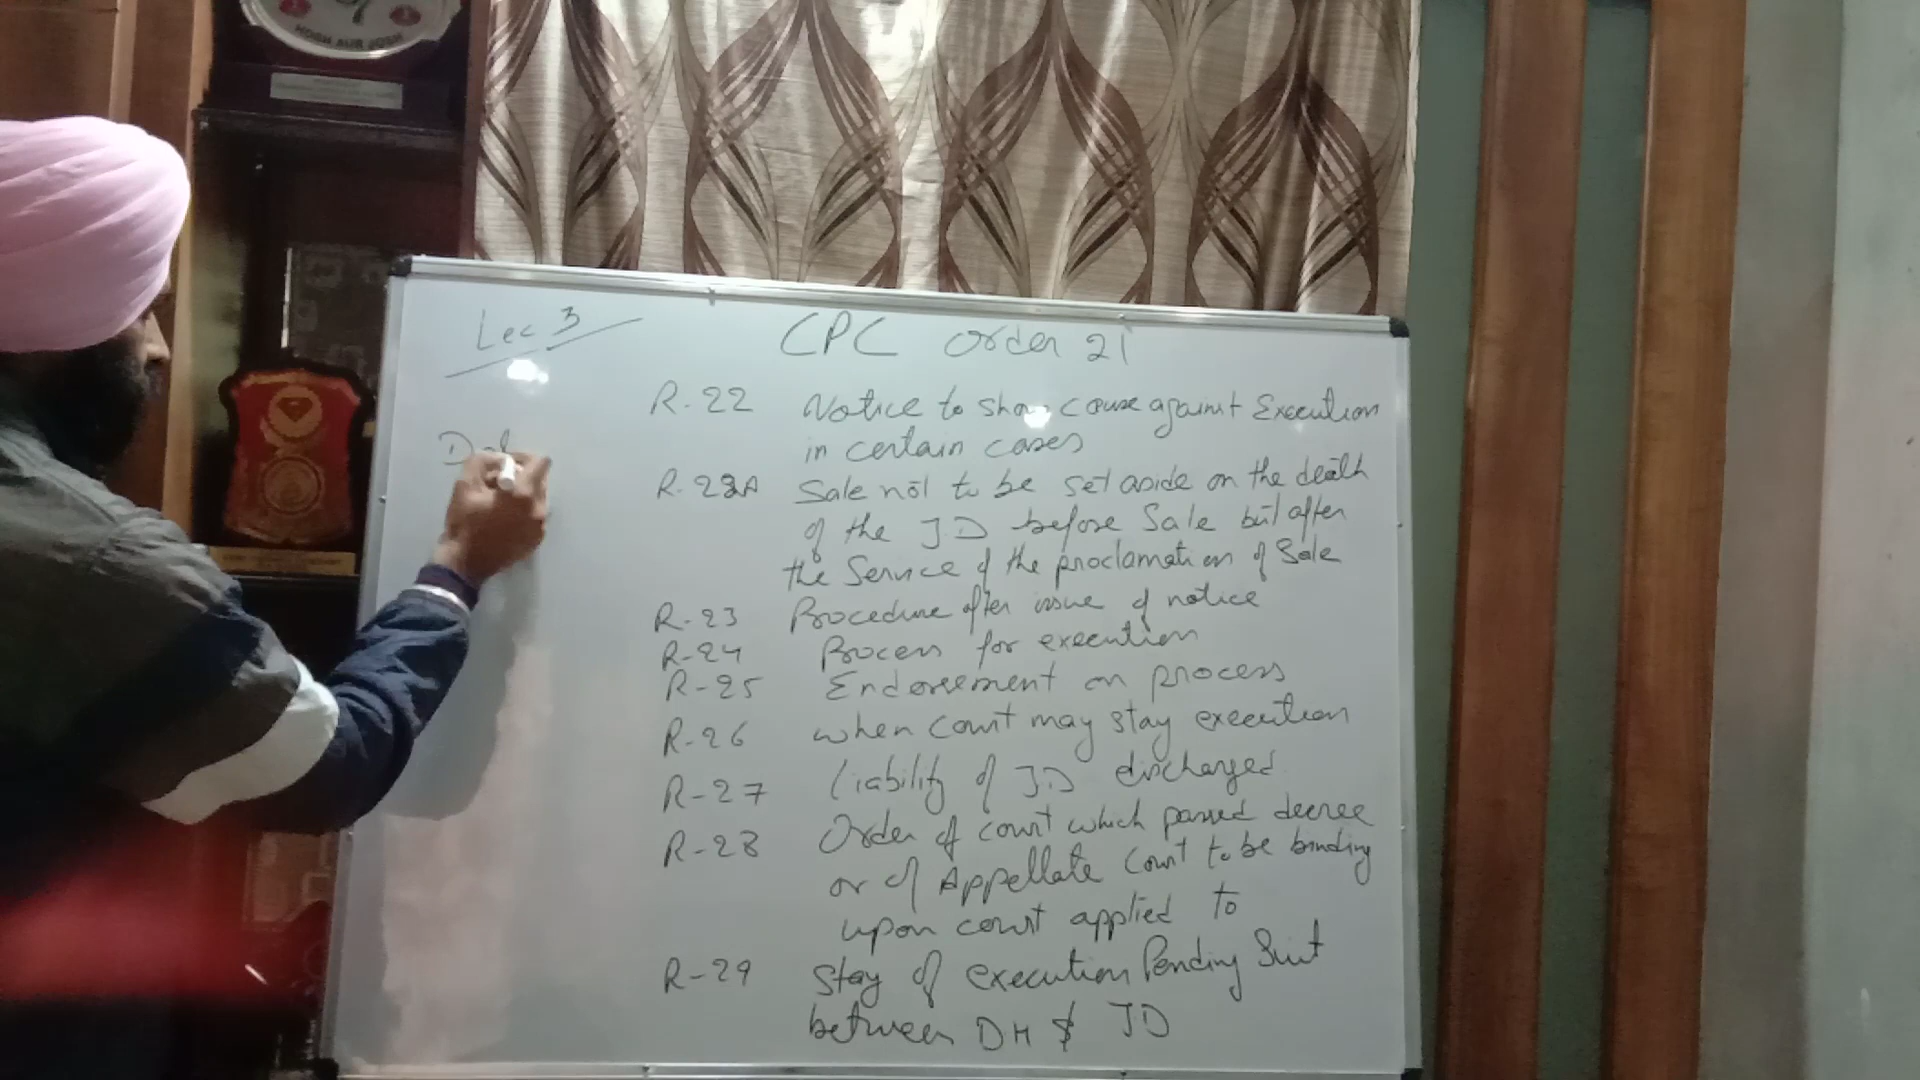 HOSH AUR JOSH
Lec 3
CPC Order 21
R-22 Notice to show cause against Execution
in certain cases
R-22A Sale not to be set aside on the death
of the JD before Sale but after
the Service of the proclamation of Sale
R-23 Procedure after issue of notice
R-24 Process for execution
R-25 Endorsement on process
R-26 when court may stay execution
R-27 liability of JD discharged
R-28 Order of court which passed decree
or of Appellate Court to be binding
upon court applied to
R-29 Stay of execution Pending Suit
between DH & JD